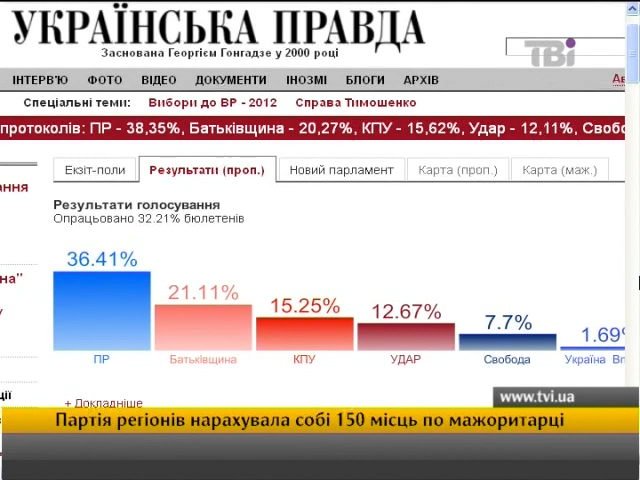 УКРАЇНСЬКА ПРАВДА
Заснована Георгієм Гонгадзе у 2000 році
ТВі
ІНТЕРВ'Ю ФОТО ВІДЕО ДОКУМЕНТИ ІНОЗМІ БЛОГИ АРХІВ
Спеціальні теми: Вибори до ВР - 2012 Справа Тимошенко
протоколів: ПР - 38,35%, Батьківщина - 20,27%, КПУ - 15,62%, Удар - 12,11%, Свобо
Екзіт-поли Результати (проп.) Новий парламент Карта (проп.) Карта (маж.)
Результати голосування
Опрацьовано 32.21% бюлетенів
36.41% 21.11% 15.25% 12.67% 7.7% 1.69%
ПР Батьківщина КПУ УДАР Свобода Україна Вп
+ Докладніше
www.tvi.ua
Партія регіонів нарахувала собі 150 місць по мажоритарці